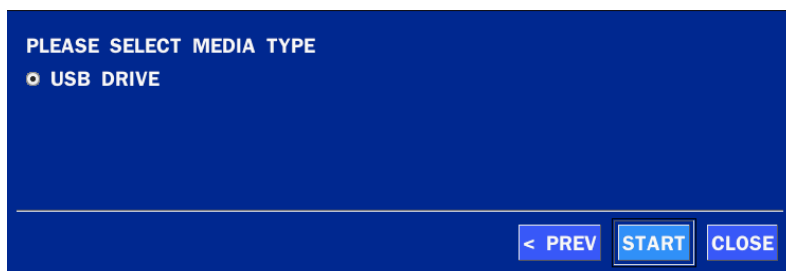 PLEASE SELECT MEDIA TYPE
USB DRIVE
< PREV START CLOSE